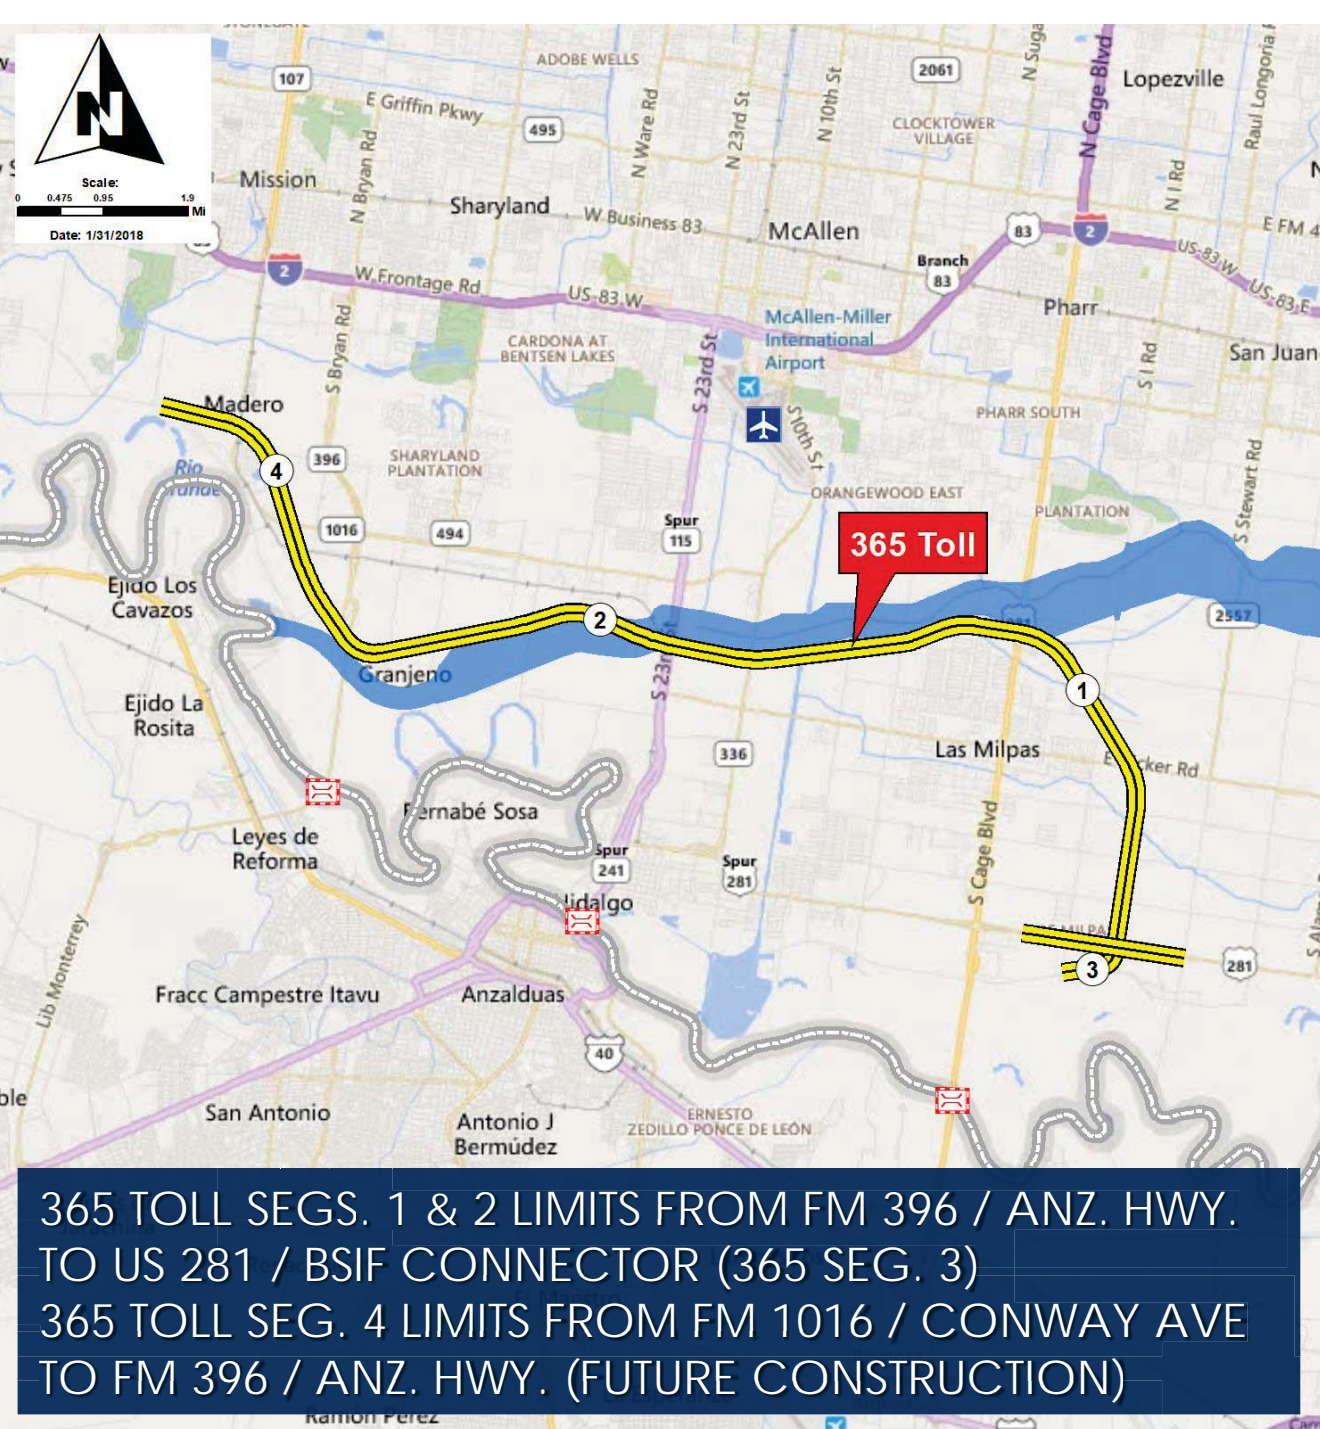 N
Scale:
0 0.475 0.95 1.9
Mi
Date: 1/31/2018
107
ADOBE WELLS
2061
Lopezville
E Griffin Pkwy
495
N Ware Rd
N 23rd St
N 10th St
CLOCKTOWER
VILLAGE
N Cage Blvd
Mission
N Bryan Rd
Sharyland
W Business 83
McAllen
83
2
N I Rd
US-83 W
US-83 E
2
W Frontage Rd
US-83 W
Branch
83
Pharr
San Juan
S Bryan Rd
CARDONA AT
BENTSEN LAKES
McAllen-Miller
International
Airport
S 23rd St
S 10th St
S I Rd
PHARR SOUTH
Madero
4
396
SHARYLAND
PLANTATION
ORANGEWOOD EAST
PLANTATION
S Stewart Rd
Rio
1016
494
Spur
115
365 Toll
Ejido Los
Cavazos
2
2557
Granjeno
1
Ejido La
Rosita
336
Las Milpas
Bernabé Sosa
Leyes de
Reforma
Spur
241
Spur
281
S Cage Blvd
Hidalgo
3
281
Lib Monterrey
Fracc Campestre Itavu
Anzalduas
40
San Antonio
Antonio J
Bermúdez
ERNESTO
ZEDILLO PONCE DE LEÓN
365 TOLL SEGS. 1 & 2 LIMITS FROM FM 396 / ANZ. HWY.
TO US 281 / BSIF CONNECTOR (365 SEG. 3)
365 TOLL SEG. 4 LIMITS FROM FM 1016 / CONWAY AVE
TO FM 396 / ANZ. HWY. (FUTURE CONSTRUCTION)
Ramón Perez